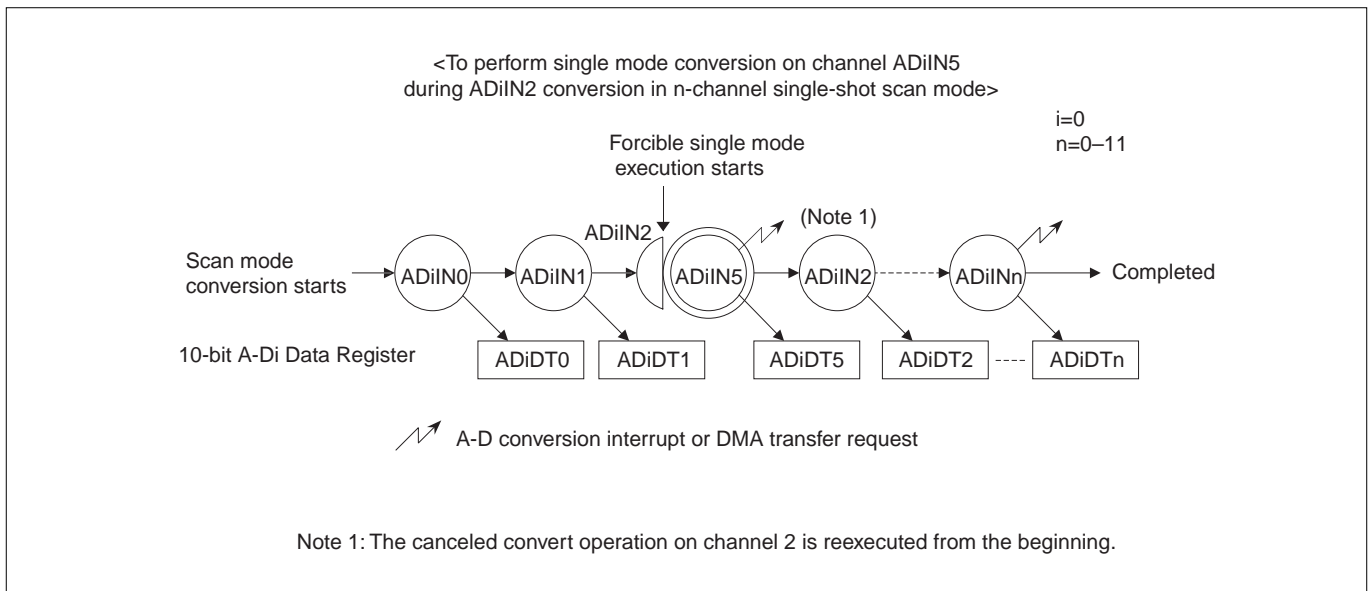 <To perform single mode conversion on channel ADiIN5
during ADiIN2 conversion in n-channel single-shot scan mode>
i=0
n=0–11
Forcible single mode
execution starts
ADiIN2
(Note 1)
Scan mode
conversion starts
ADiIN0
ADiIN1
ADiIN5
ADiIN2
ADiINn
Completed
10-bit A-Di Data Register
ADiDT0
ADiDT1
ADiDT5
ADiDT2
ADiDTn
A-D conversion interrupt or DMA transfer request
Note 1: The canceled convert operation on channel 2 is reexecuted from the beginning.